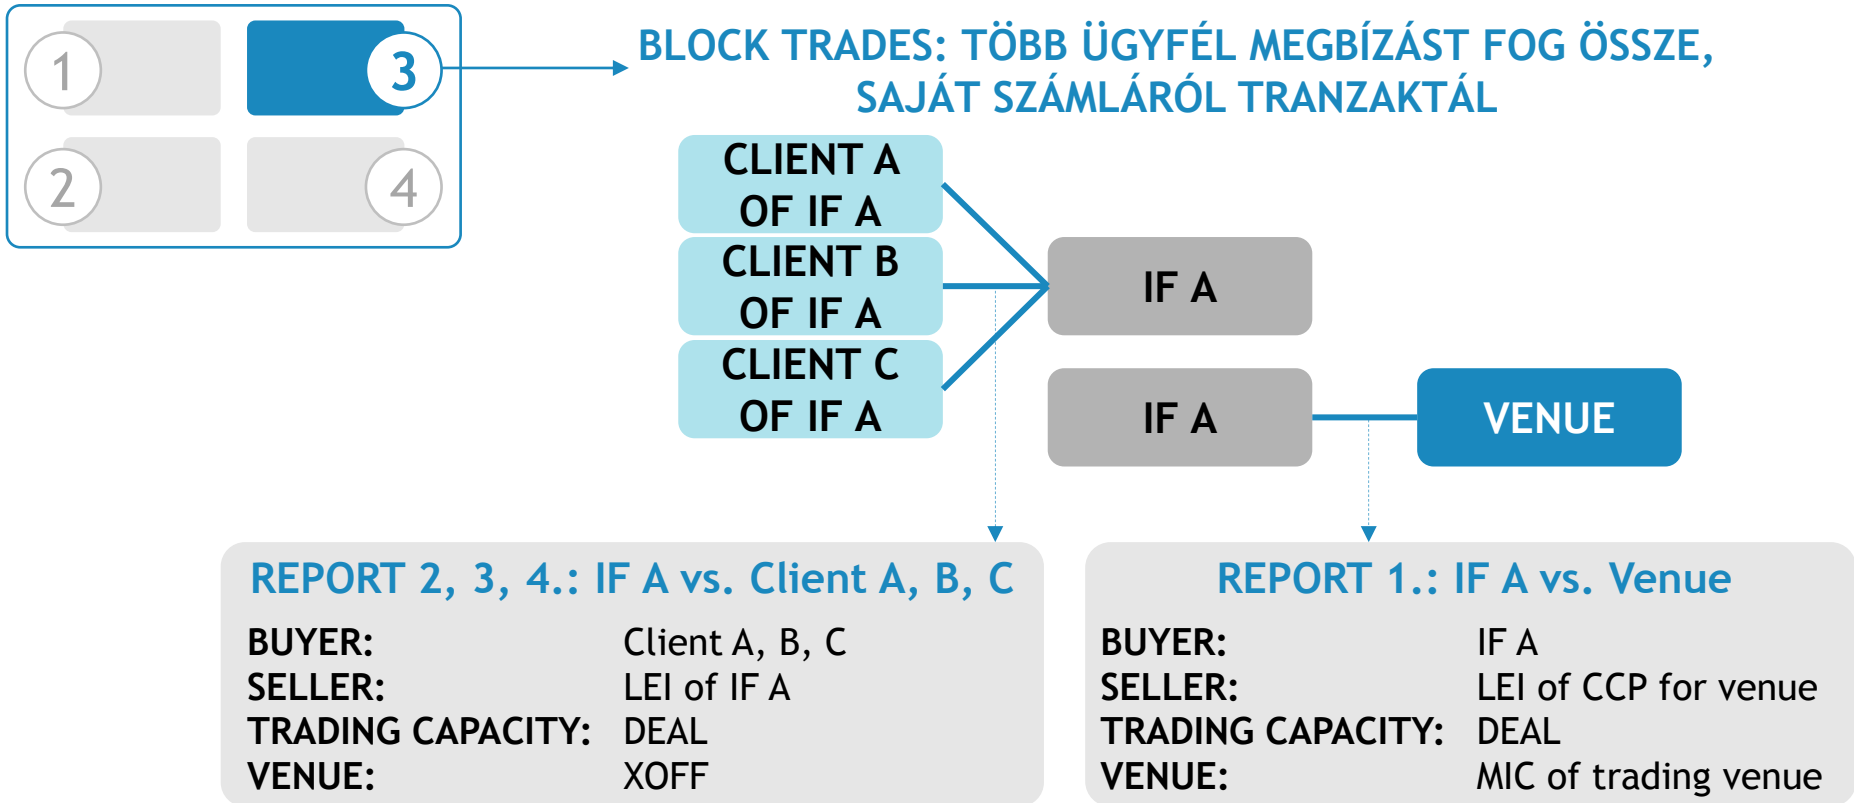 1
3
2
4
BLOCK TRADES: TÖBB ÜGYFÉL MEGBÍZÁST FOG ÖSSZE,
SAJÁT SZÁMLÁRÓL TRANZAKTÁL
CLIENT A
OF IF A
CLIENT B
OF IF A
CLIENT C
OF IF A
IF A
IF A
VENUE
REPORT 2, 3, 4.: IF A vs. Client A, B, C
BUYER: Client A, B, C
SELLER: LEI of IF A
TRADING CAPACITY: DEAL
VENUE: XOFF
REPORT 1.: IF A vs. Venue
BUYER: IF A
SELLER: LEI of CCP for venue
TRADING CAPACITY: DEAL
VENUE: MIC of trading venue